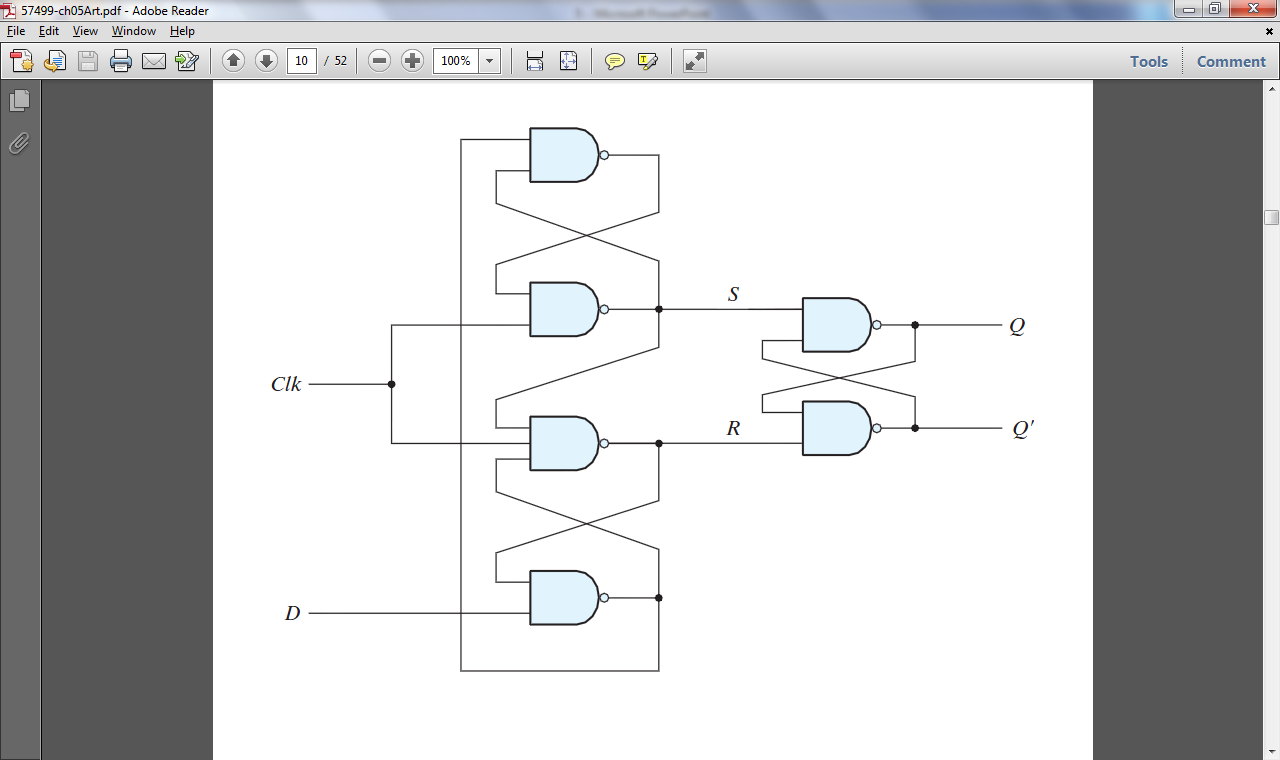 57499-ch05Art.pdf - Adobe Reader
File Edit View Window Help
10 / 52 100% Tools Comment
S
Q
Clk
R
Q′
D